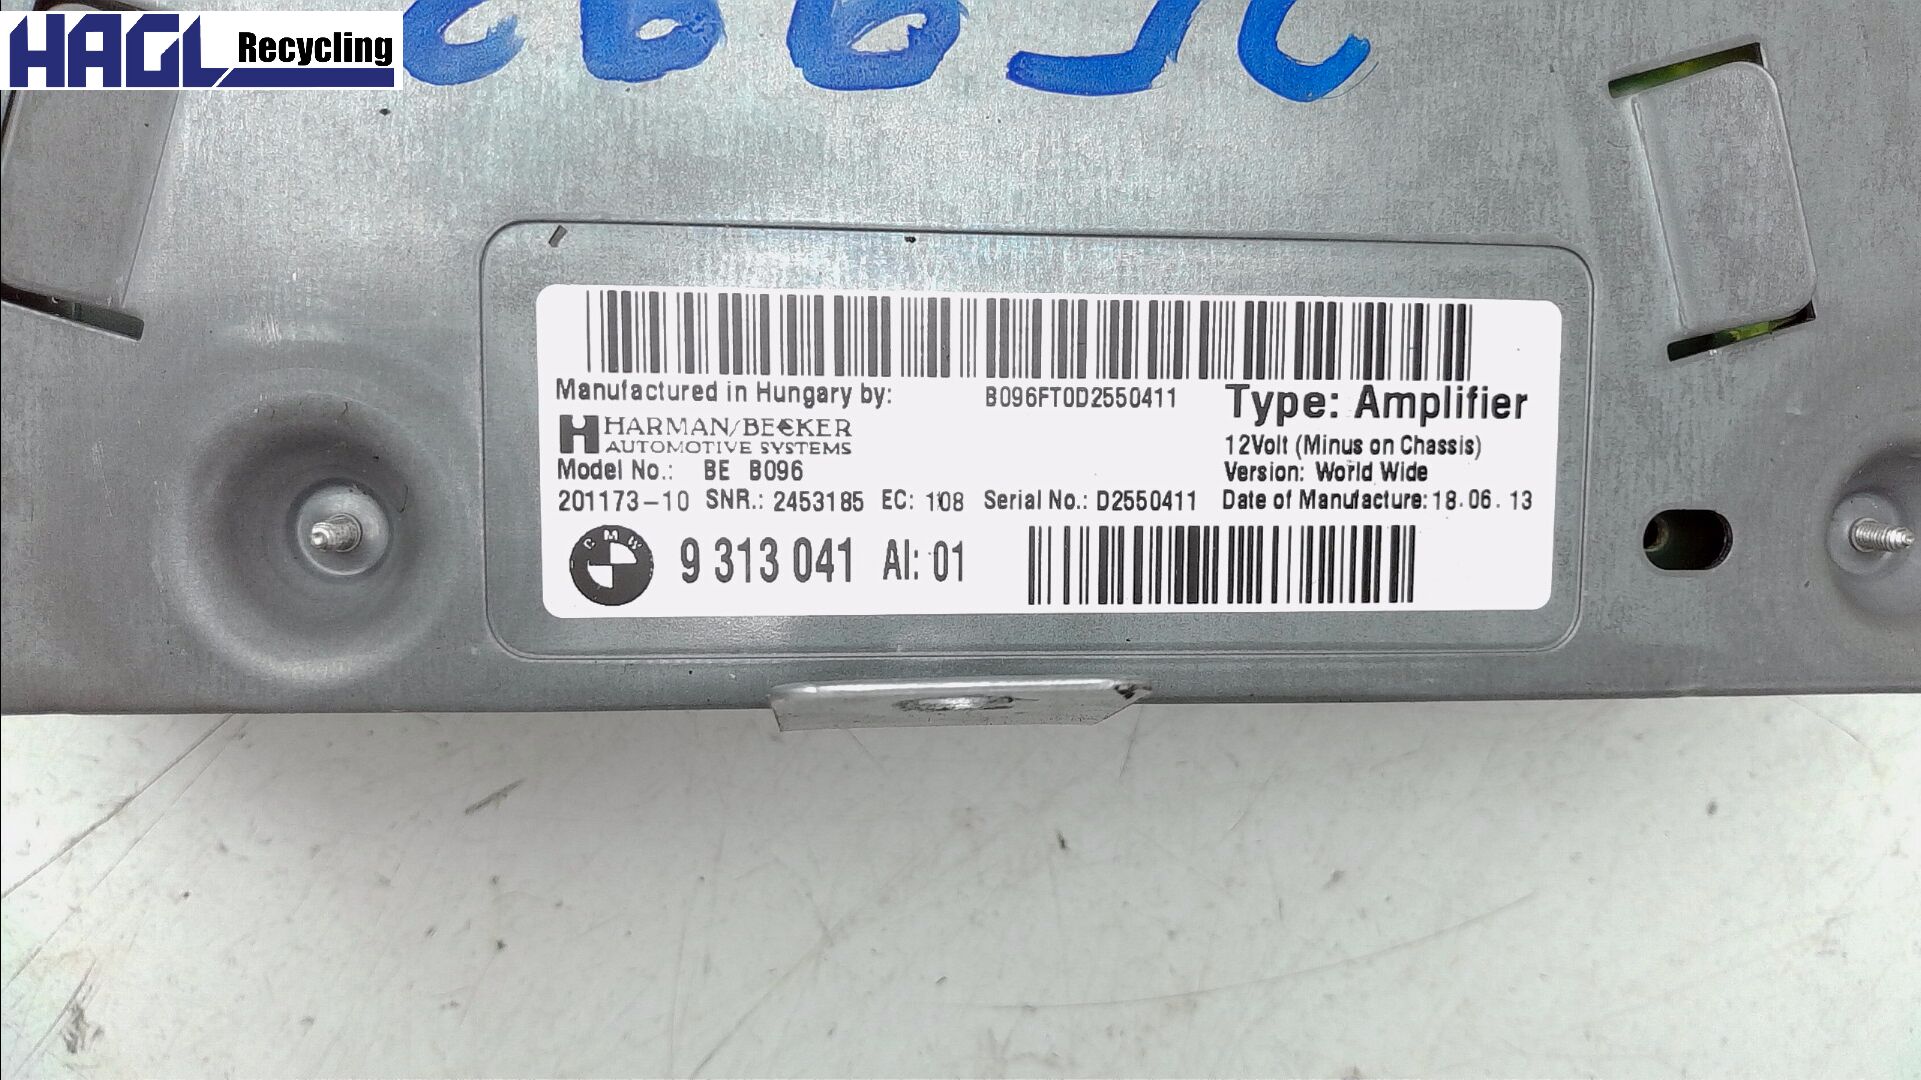 HAGL Recycling
Manufactured in Hungary by:
B096FT0D2550411
Type: Amplifier
HARMAN/BECKER
AUTOMOTIVE SYSTEMS
12Volt (Minus on Chassis)
Model No.: BE B096
Version: World Wide
201173-10 SNR.: 2453185 EC: 108 Serial No.: D2550411 Date of Manufacture: 18.06.13
BMW
9 313 041 AI: 01